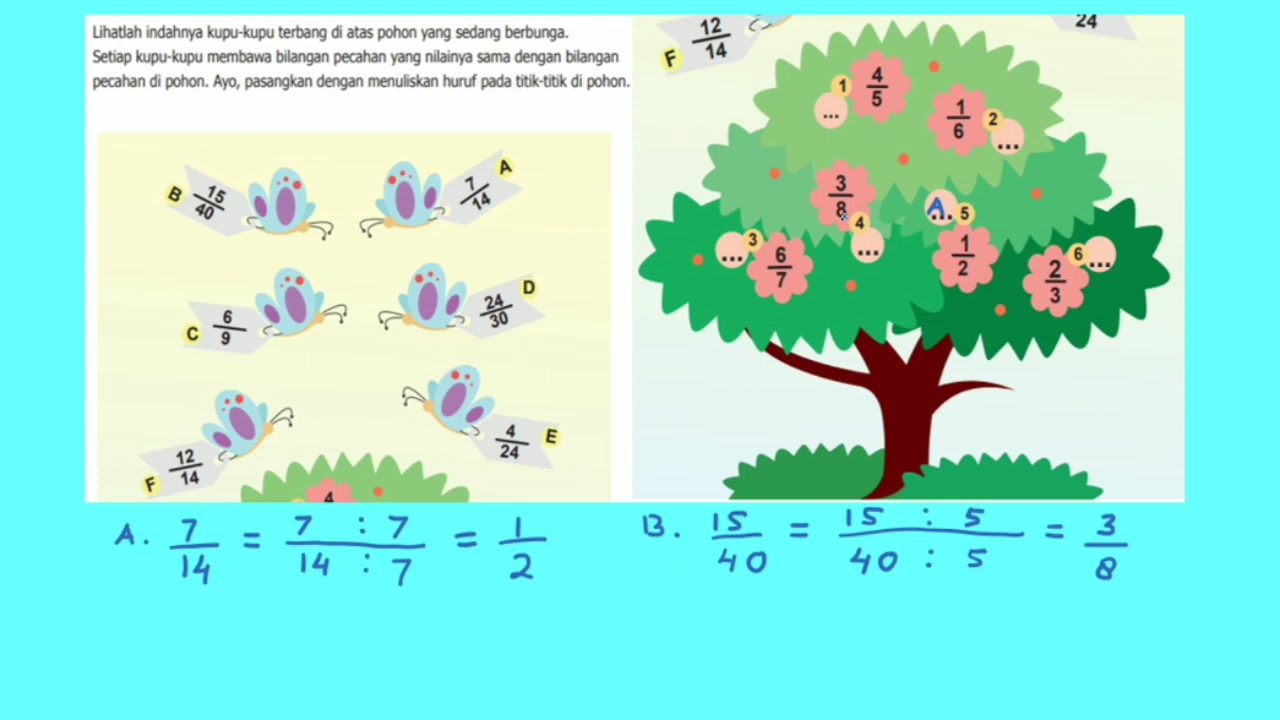 Lihatlah indahnya kupu-kupu terbang di atas pohon yang sedang berbunga.
Setiap kupu-kupu membawa bilangan pecahan yang nilainya sama dengan bilangan
pecahan di pohon. Ayo, pasangkan dengan menuliskan huruf pada titik-titik di pohon.
B 15/40
A 7/14
C 6/9
D 24/30
F 12/14
E 4/24
4
F 12/14
24
1 ... 4/5
1/6 2 ...
3/8 4 ...
A ... 5 1/2
... 3 6/7
2/3 6 ...
A. 7/14 = 7 : 7 / 14 : 7 = 1/2
B. 15/40 = 15 : 5 / 40 : 5 = 3/8